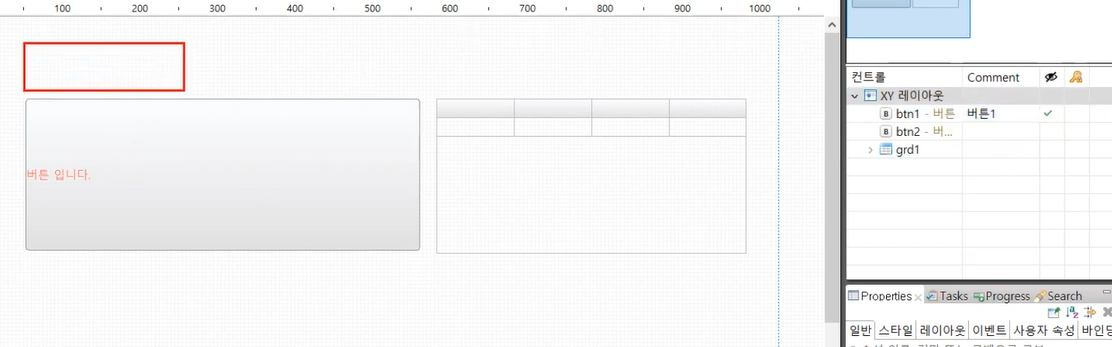 100 200 300 400 500 600 700 800 900 1000
버튼 입니다.
컨트롤 Comment
XY 레이아웃
B btn1 - 버튼 버튼1
B btn2 - 버...
grd1
Properties Tasks Progress Search
일반 스타일 레이아웃 이벤트 사용자 속성 바인딩